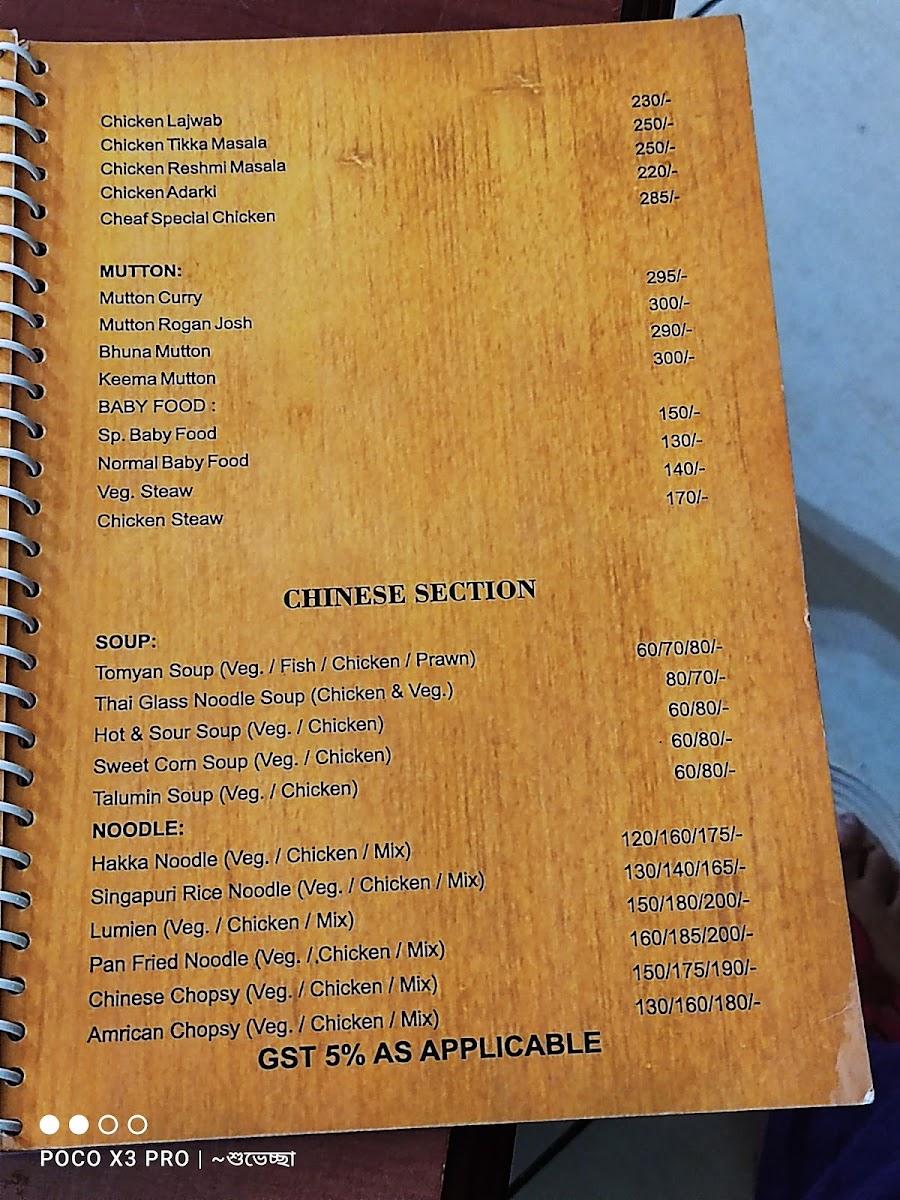 Chicken Lajwab 230/-
Chicken Tikka Masala 250/-
Chicken Reshmi Masala 250/-
Chicken Adarki 220/-
Cheaf Special Chicken 285/-
MUTTON:
Mutton Curry 295/-
Mutton Rogan Josh 300/-
Bhuna Mutton 290/-
Keema Mutton 300/-
BABY FOOD :
Sp. Baby Food 150/-
Normal Baby Food 130/-
Veg. Steaw 140/-
Chicken Steaw 170/-
CHINESE SECTION
SOUP:
Tomyan Soup (Veg. / Fish / Chicken / Prawn) 60/70/80/-
Thai Glass Noodle Soup (Chicken & Veg.) 80/70/-
Hot & Sour Soup (Veg. / Chicken) 60/80/-
Sweet Corn Soup (Veg. / Chicken) 60/80/-
Talumin Soup (Veg. / Chicken) 60/80/-
NOODLE:
Hakka Noodle (Veg. / Chicken / Mix) 120/160/175/-
Singapuri Rice Noodle (Veg. / Chicken / Mix) 130/140/165/-
Lumien (Veg. / Chicken / Mix) 150/180/200/-
Pan Fried Noodle (Veg. / Chicken / Mix) 160/185/200/-
Chinese Chopsy (Veg. / Chicken / Mix) 150/175/190/-
Amrican Chopsy (Veg. / Chicken / Mix) 130/160/180/-
GST 5% AS APPLICABLE
POCO X3 PRO | ~শুভেচ্ছা